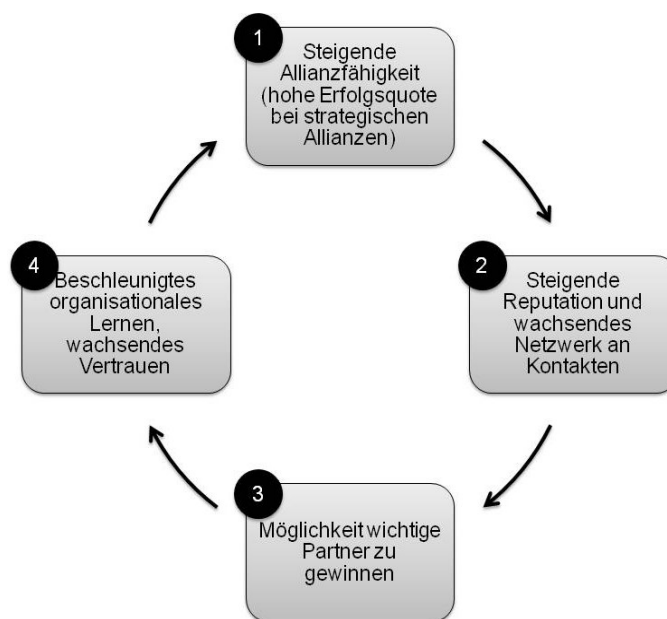 1
Steigende
Allianzfähigkeit
(hohe Erfolgsquote
bei strategischen
Allianzen)
2
Steigende
Reputation und
wachsendes
Netzwerk an
Kontakten
3
Möglichkeit wichtige
Partner zu
gewinnen
4
Beschleunigtes
organisationales
Lernen,
wachsendes
Vertrauen